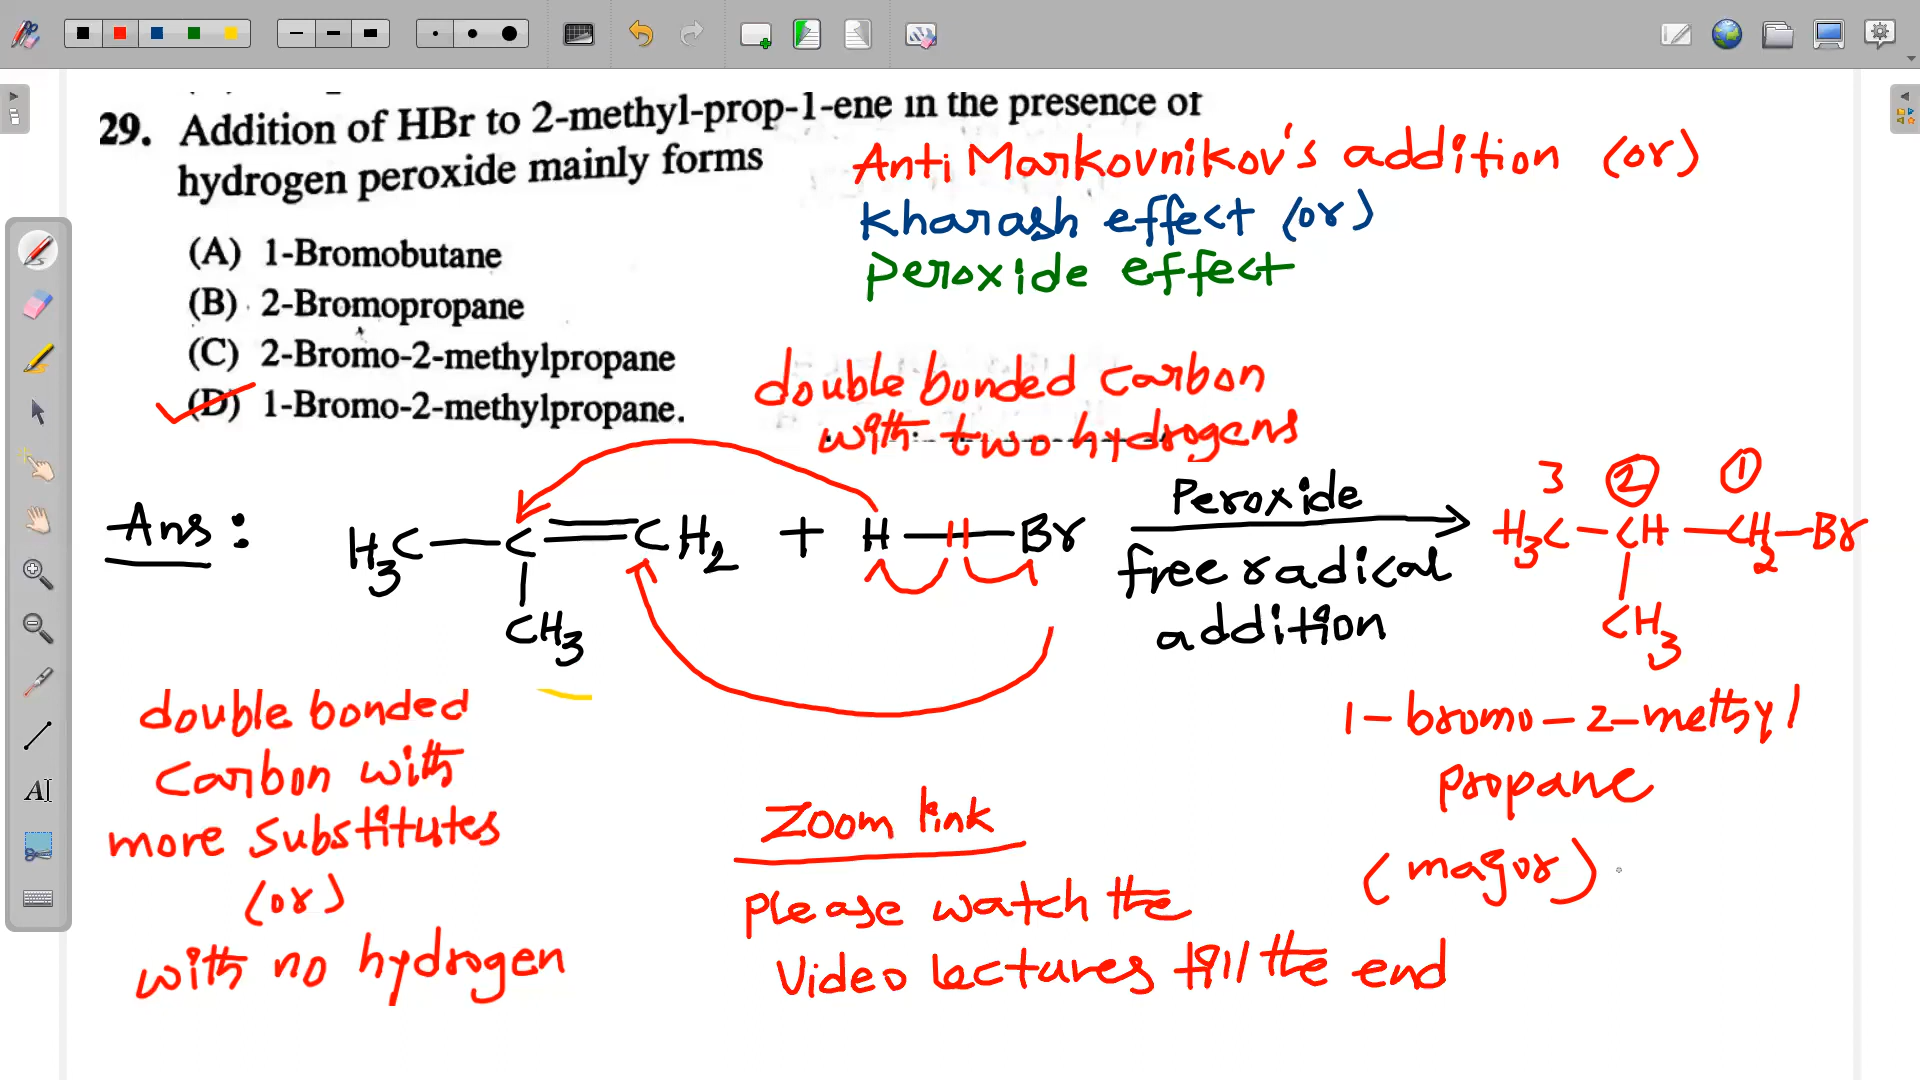 29. Addition of HBr to 2-methyl-prop-1-ene in the presence of
hydrogen peroxide mainly forms
(A) 1-Bromobutane
(B) 2-Bromopropane
(C) 2-Bromo-2-methylpropane
(D) 1-Bromo-2-methylpropane.
Anti Markovnikov's addition (or)
Kharash effect (or)
Peroxide effect
double bonded carbon
with two hydrogens
Ans :
H3C—C=CH2 + H—H—Br
CH3
Peroxide
free radical
addition
3 2 1
H3C—CH—CH2—Br
CH3
1-bromo-2-methyl
propane
(major)
double bonded
carbon with
more substitutes
(or)
with no hydrogen
Zoom link
Please watch the
Video lectures till the end
AI